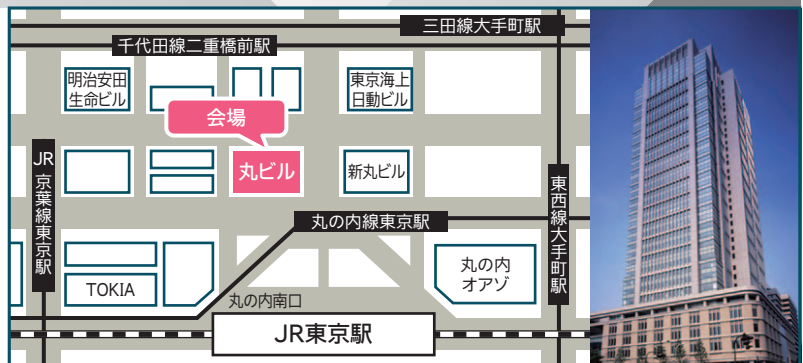 三田線大手町駅
千代田線二重橋前駅
明治安田
生命ビル
東京海上
日動ビル
会場
JR
京葉線東京駅
丸ビル
新丸ビル
東西線大手町駅
丸の内線東京駅
TOKIA
丸の内
オアゾ
丸の内南口
JR東京駅